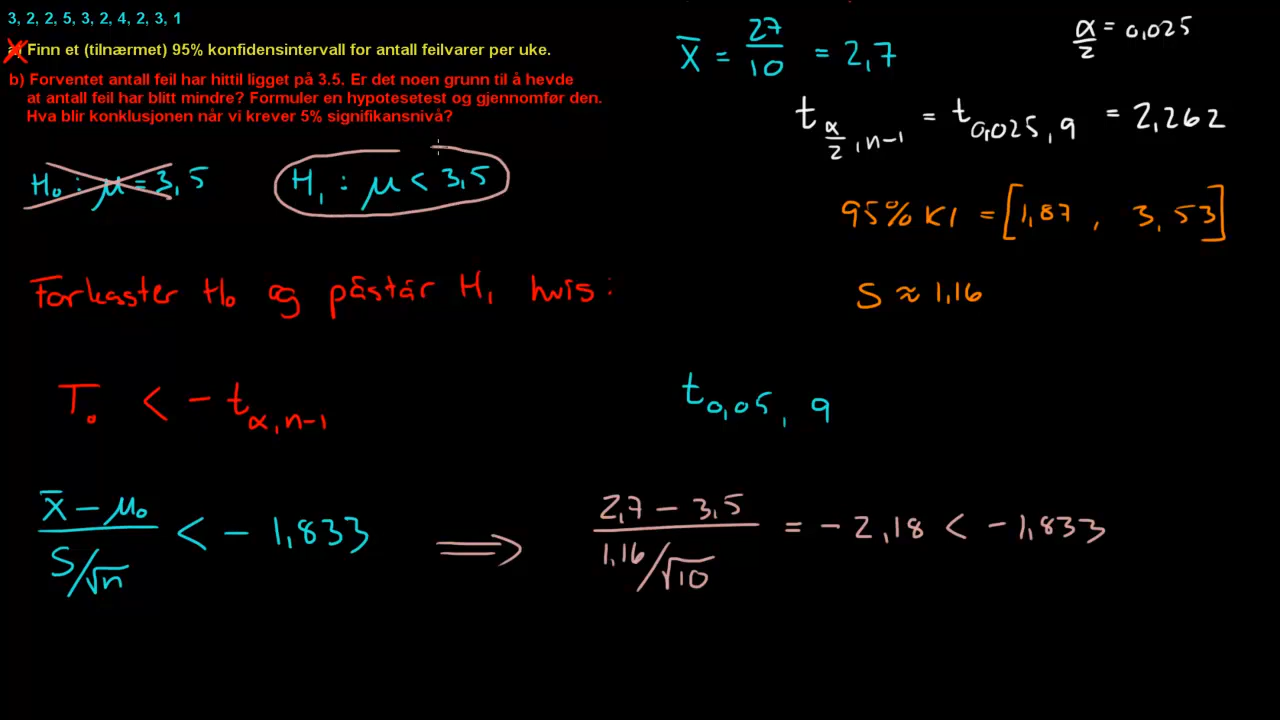 3, 2, 2, 5, 3, 2, 4, 2, 3, 1
a) Finn et (tilnærmet) 95% konfidensintervall for antall feilvarer per uke.
b) Forventet antall feil har hittil ligget på 3.5. Er det noen grunn til å hevde
at antall feil har blitt mindre? Formuler en hypotesetest og gjennomfør den.
Hva blir konklusjonen når vi krever 5% signifikansnivå?
X̄ = 27/10 = 2,7
α/2 = 0,025
t α/2, n-1 = t 0,025, 9 = 2,262
H₀ : μ = 3,5
H₁ : μ < 3,5
95% KI = [1,87 , 3,53]
Forkaster H₀ og påstår H₁ hvis :
S ≈ 1,16
T₀ < - t α, n-1
t 0,05, 9
X̄ - μ₀ / S/√n < - 1,833 ⟹ 2,7 - 3,5 / 1,16/√10 = - 2,18 < - 1,833